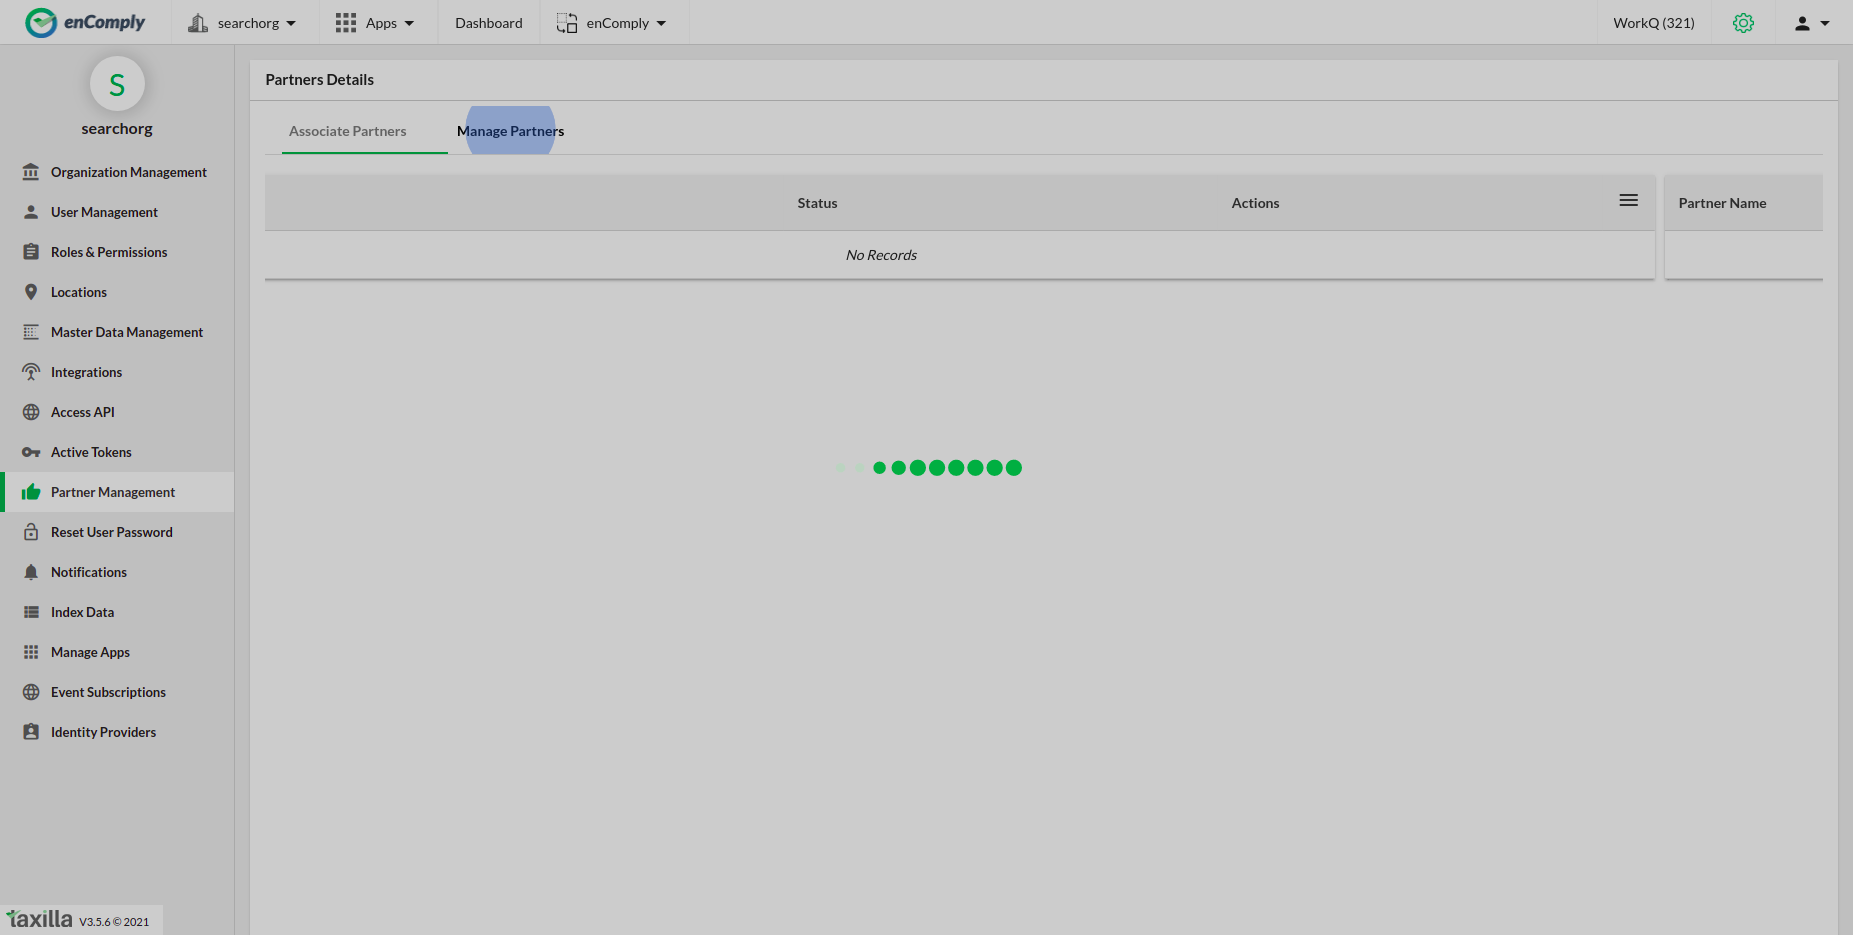 enComply
searchorg
Apps
Dashboard
enComply
WorkQ (321)
S
searchorg
Organization Management
User Management
Roles & Permissions
Locations
Master Data Management
Integrations
Access API
Active Tokens
Partner Management
Reset User Password
Notifications
Index Data
Manage Apps
Event Subscriptions
Identity Providers
taxilla V3.5.6 © 2021
Partners Details
Associate Partners
Manage Partners
Status
Actions
Partner Name
No Records